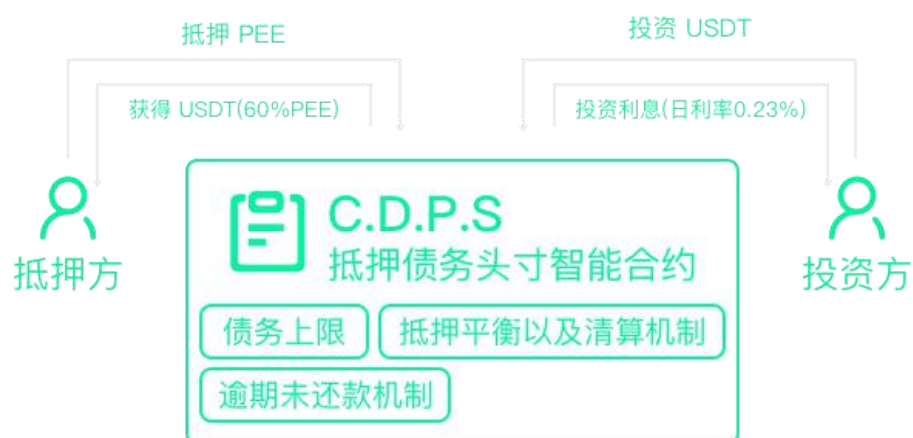 抵押 PEE
投资 USDT
获得 USDT(60%PEE)
投资利息(日利率0.23%)
抵押方
C.D.P.S
抵押债务头寸智能合约
投资方
债务上限
抵押平衡以及清算机制
逾期未还款机制